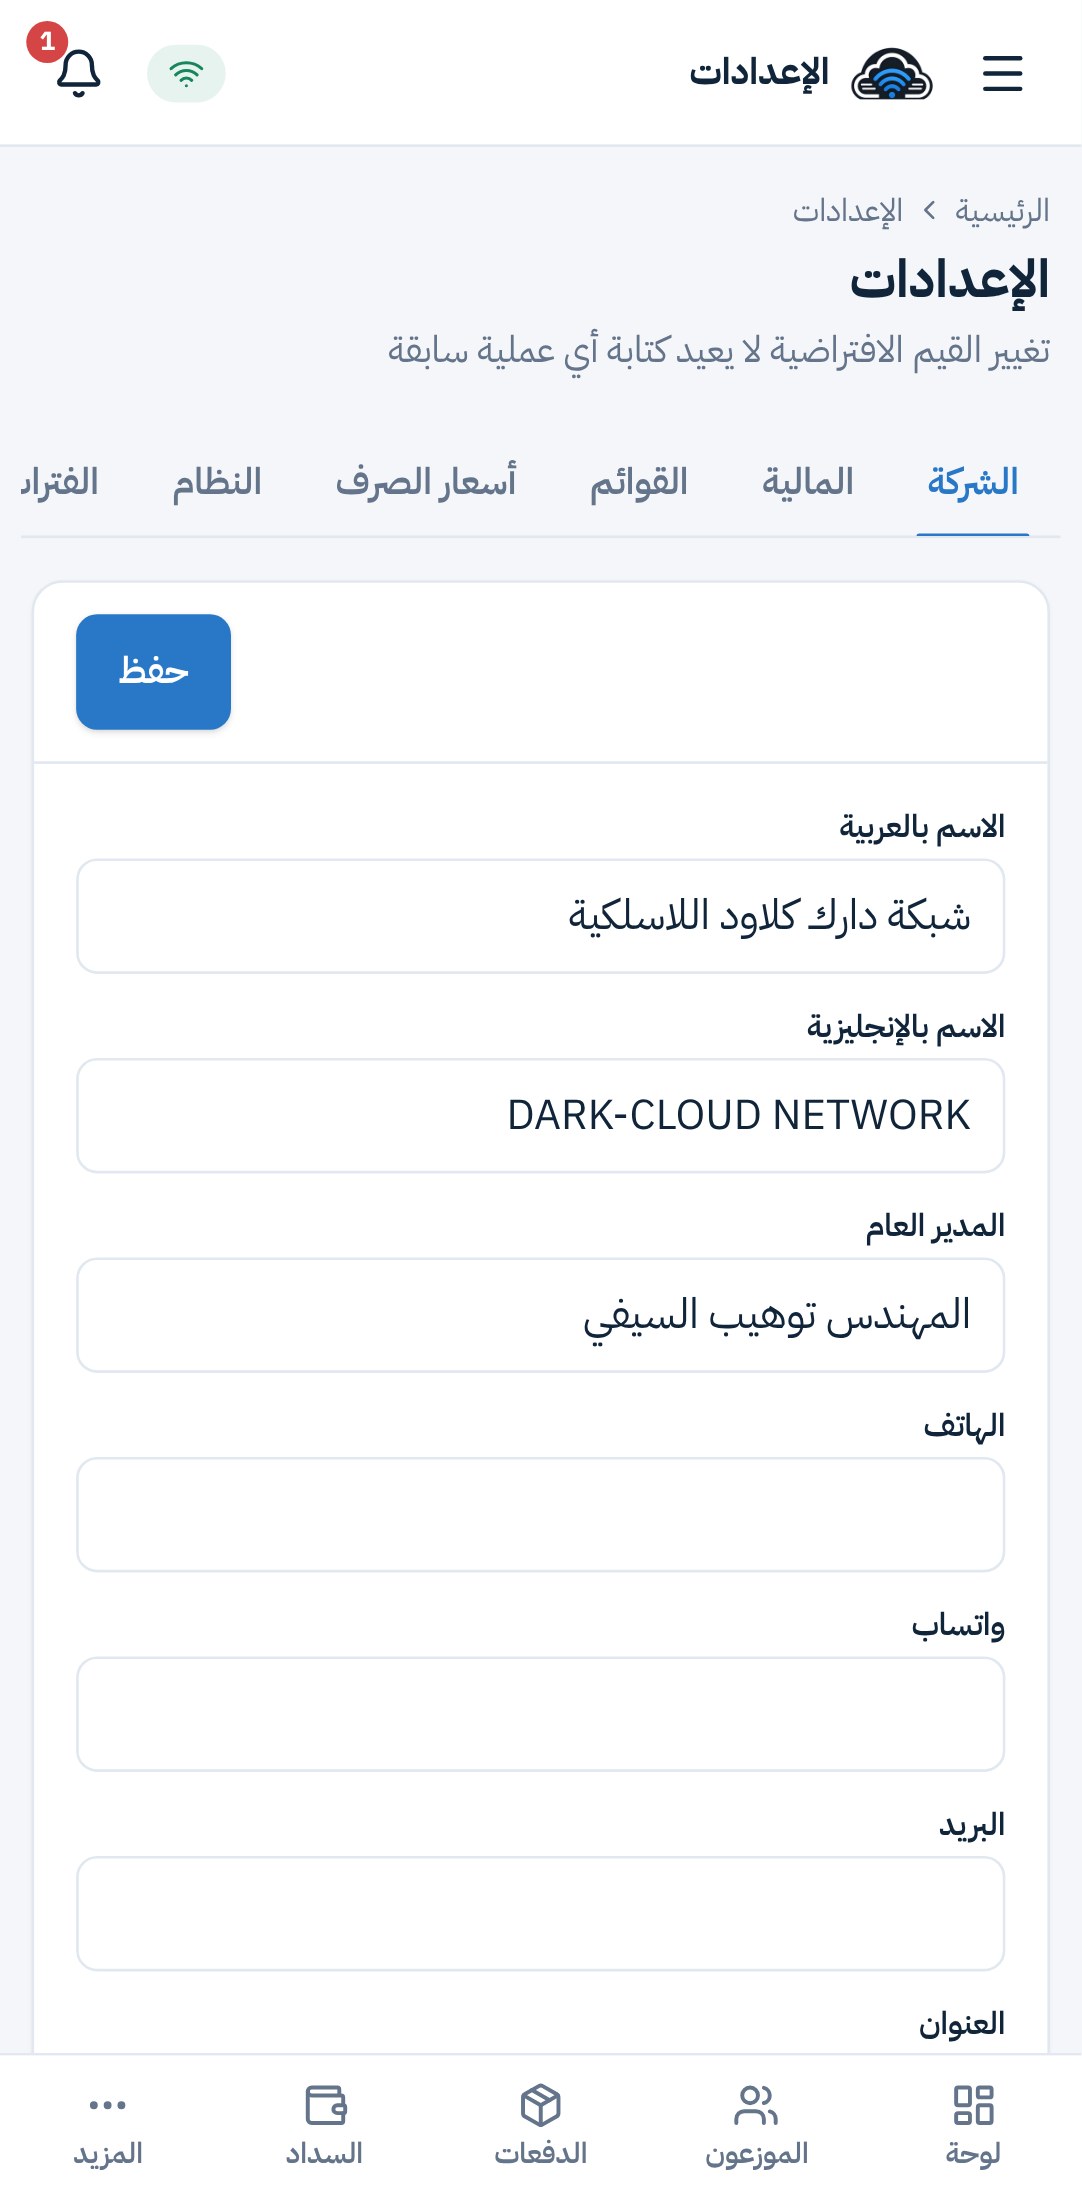 الإعدادات
1
الرئيسية > الإعدادات
الإعدادات
تغيير القيم الافتراضية لا يعيد كتابة أي عملية سابقة
الشركة المالية القوائم أسعار الصرف النظام
حفظ
الاسم بالعربية
شبكة دارك كلاود اللاسلكية
الاسم بالإنجليزية
DARK-CLOUD NETWORK
المدير العام
المهندس توهيب السيفي
الهاتف
واتساب
البريد
العنوان
لوحة الموزعون الدفعات السداد المزيد